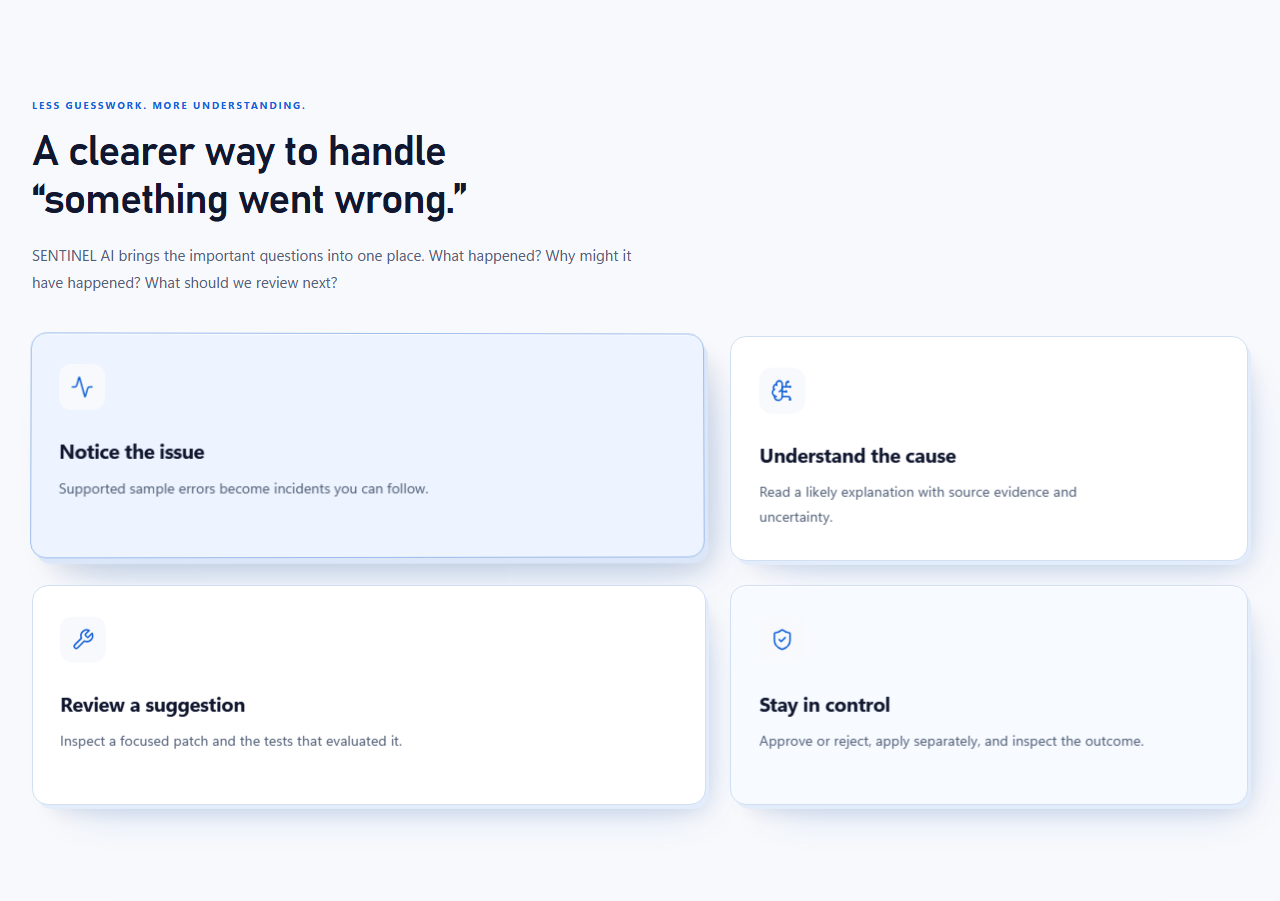 LESS GUESSWORK. MORE UNDERSTANDING.
A clearer way to handle
“something went wrong.”
SENTINEL AI brings the important questions into one place. What happened? Why might it
have happened? What should we review next?
Notice the issue
Supported sample errors become incidents you can follow.
Understand the cause
Read a likely explanation with source evidence and
uncertainty.
Review a suggestion
Inspect a focused patch and the tests that evaluated it.
Stay in control
Approve or reject, apply separately, and inspect the outcome.